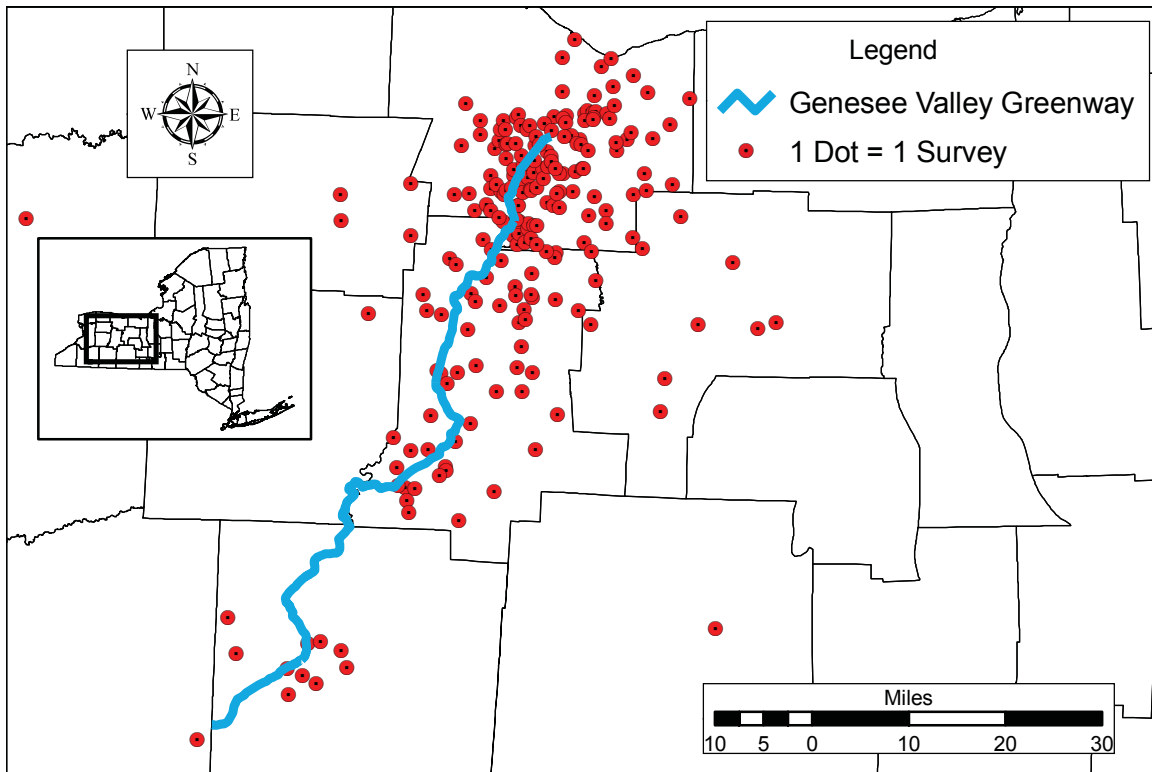 N
W E
S
Legend
Genesee Valley Greenway
1 Dot = 1 Survey
Miles
10 5 0 10 20 30